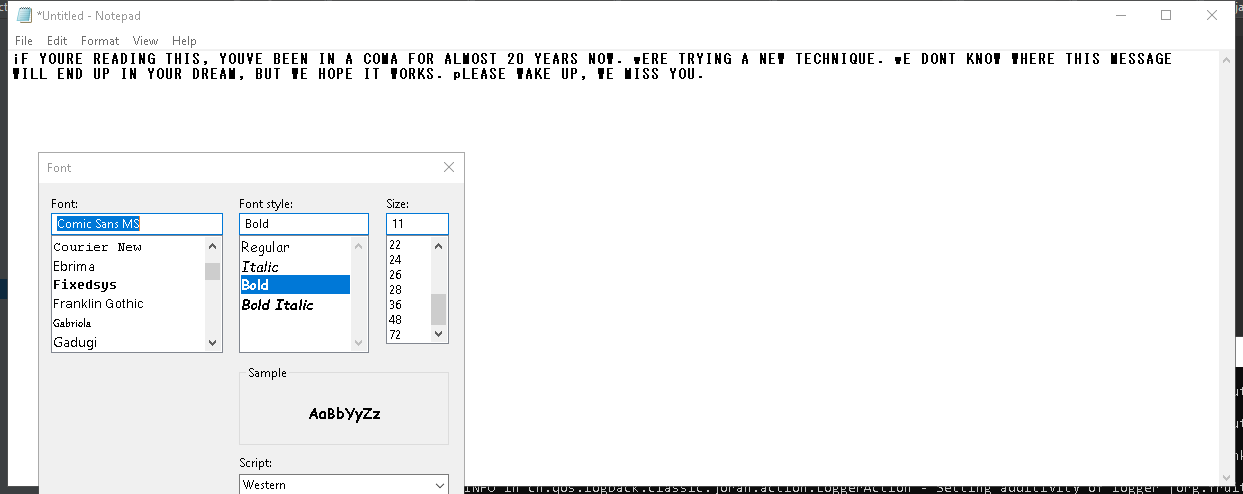 *Untitled - Notepad
File Edit Format View Help
iF YOURE READING THIS, YOUVE BEEN IN A COMA FOR ALMOST 20 YEARS NOW. wERE TRYING A NEW TECHNIQUE. wE DONT KNOW WHERE THIS MESSAGE
WILL END UP IN YOUR DREAM, BUT WE HOPE IT WORKS. pLEASE WAKE UP, WE MISS YOU.
Font
Font: Font style: Size:
Comic Sans MS Bold 11
Courier New Regular 22
Ebrima Italic 24
Fixedsys Bold 26
Franklin Gothic Bold Italic 28
Gabriola 36
Gadugi 48
72
Sample
AaBbYyZz
Script:
Western
INFO in ch.qos.logback.classic.joran.action.LoggerAction - Setting additivity of logger